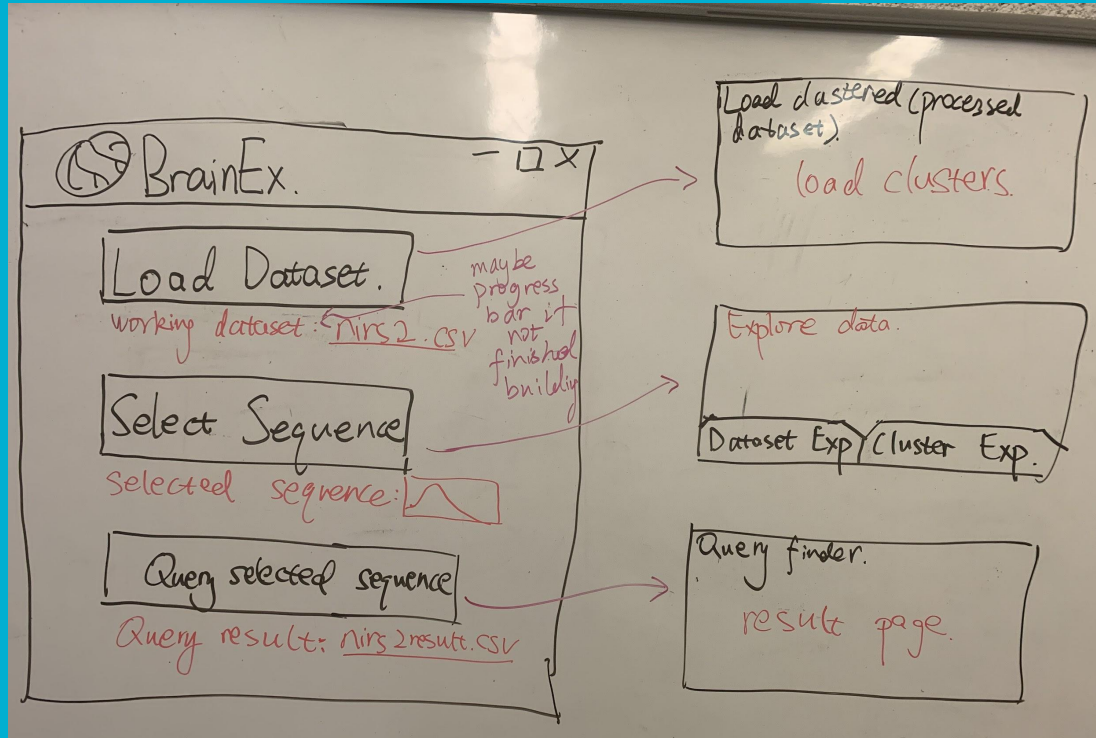 BrainEx.
Load Dataset.
working dataset: nirs2.csv
maybe
progress
bar if
not
finished
building
Select Sequence
Selected sequence:
Query selected sequence
Query result: nirs2result.csv
Load clustered (processed
dataset).
load clusters.
Explore data.
Dataset Exp
Cluster Exp.
Query finder.
result page.